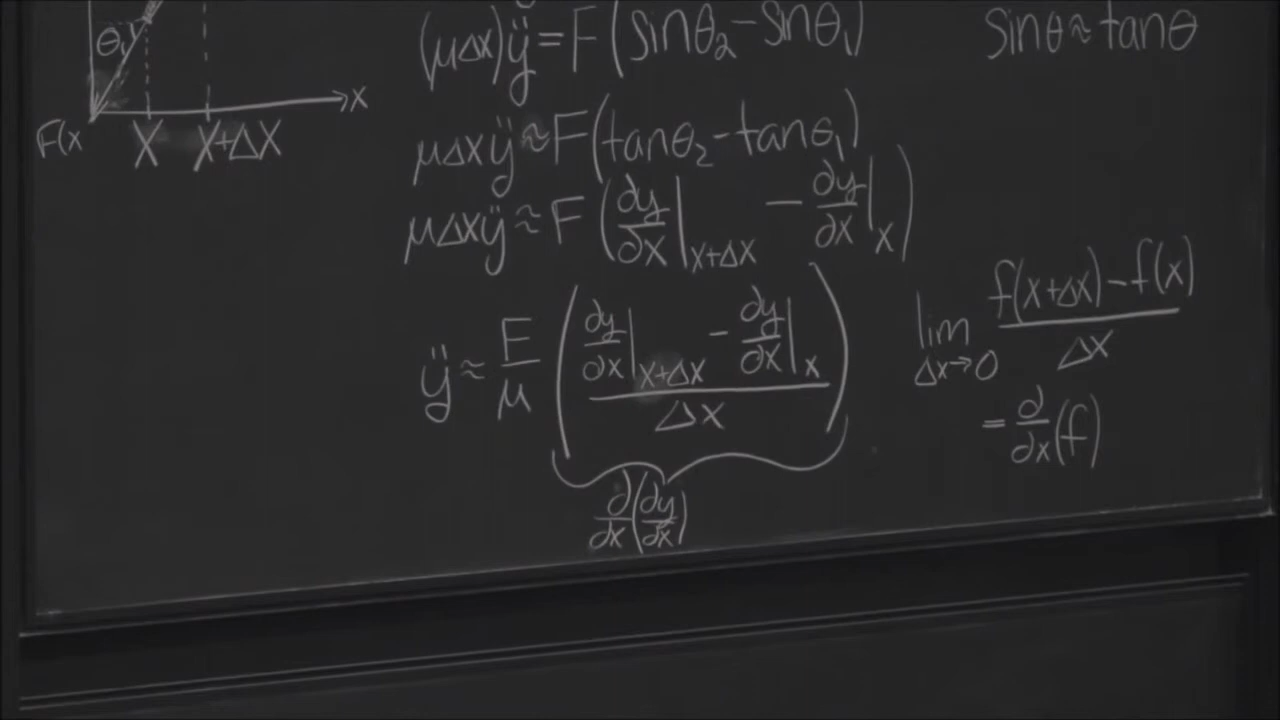 θ₁
x
F(x
X X+ΔX
(μΔx)ÿ = F(sinθ₂ - sinθ₁)
sinθ ≈ tanθ
μΔxÿ ≈ F(tanθ₂ - tanθ₁)
μΔxÿ ≈ F(∂y/∂x|x+Δx - ∂y/∂x|x)
ÿ ≈ F/μ ((∂y/∂x|x+Δx - ∂y/∂x|x)/Δx)
∂/∂x(∂y/∂x)
lim Δx→0 (f(x+Δx) - f(x))/Δx
= ∂/∂x(f)